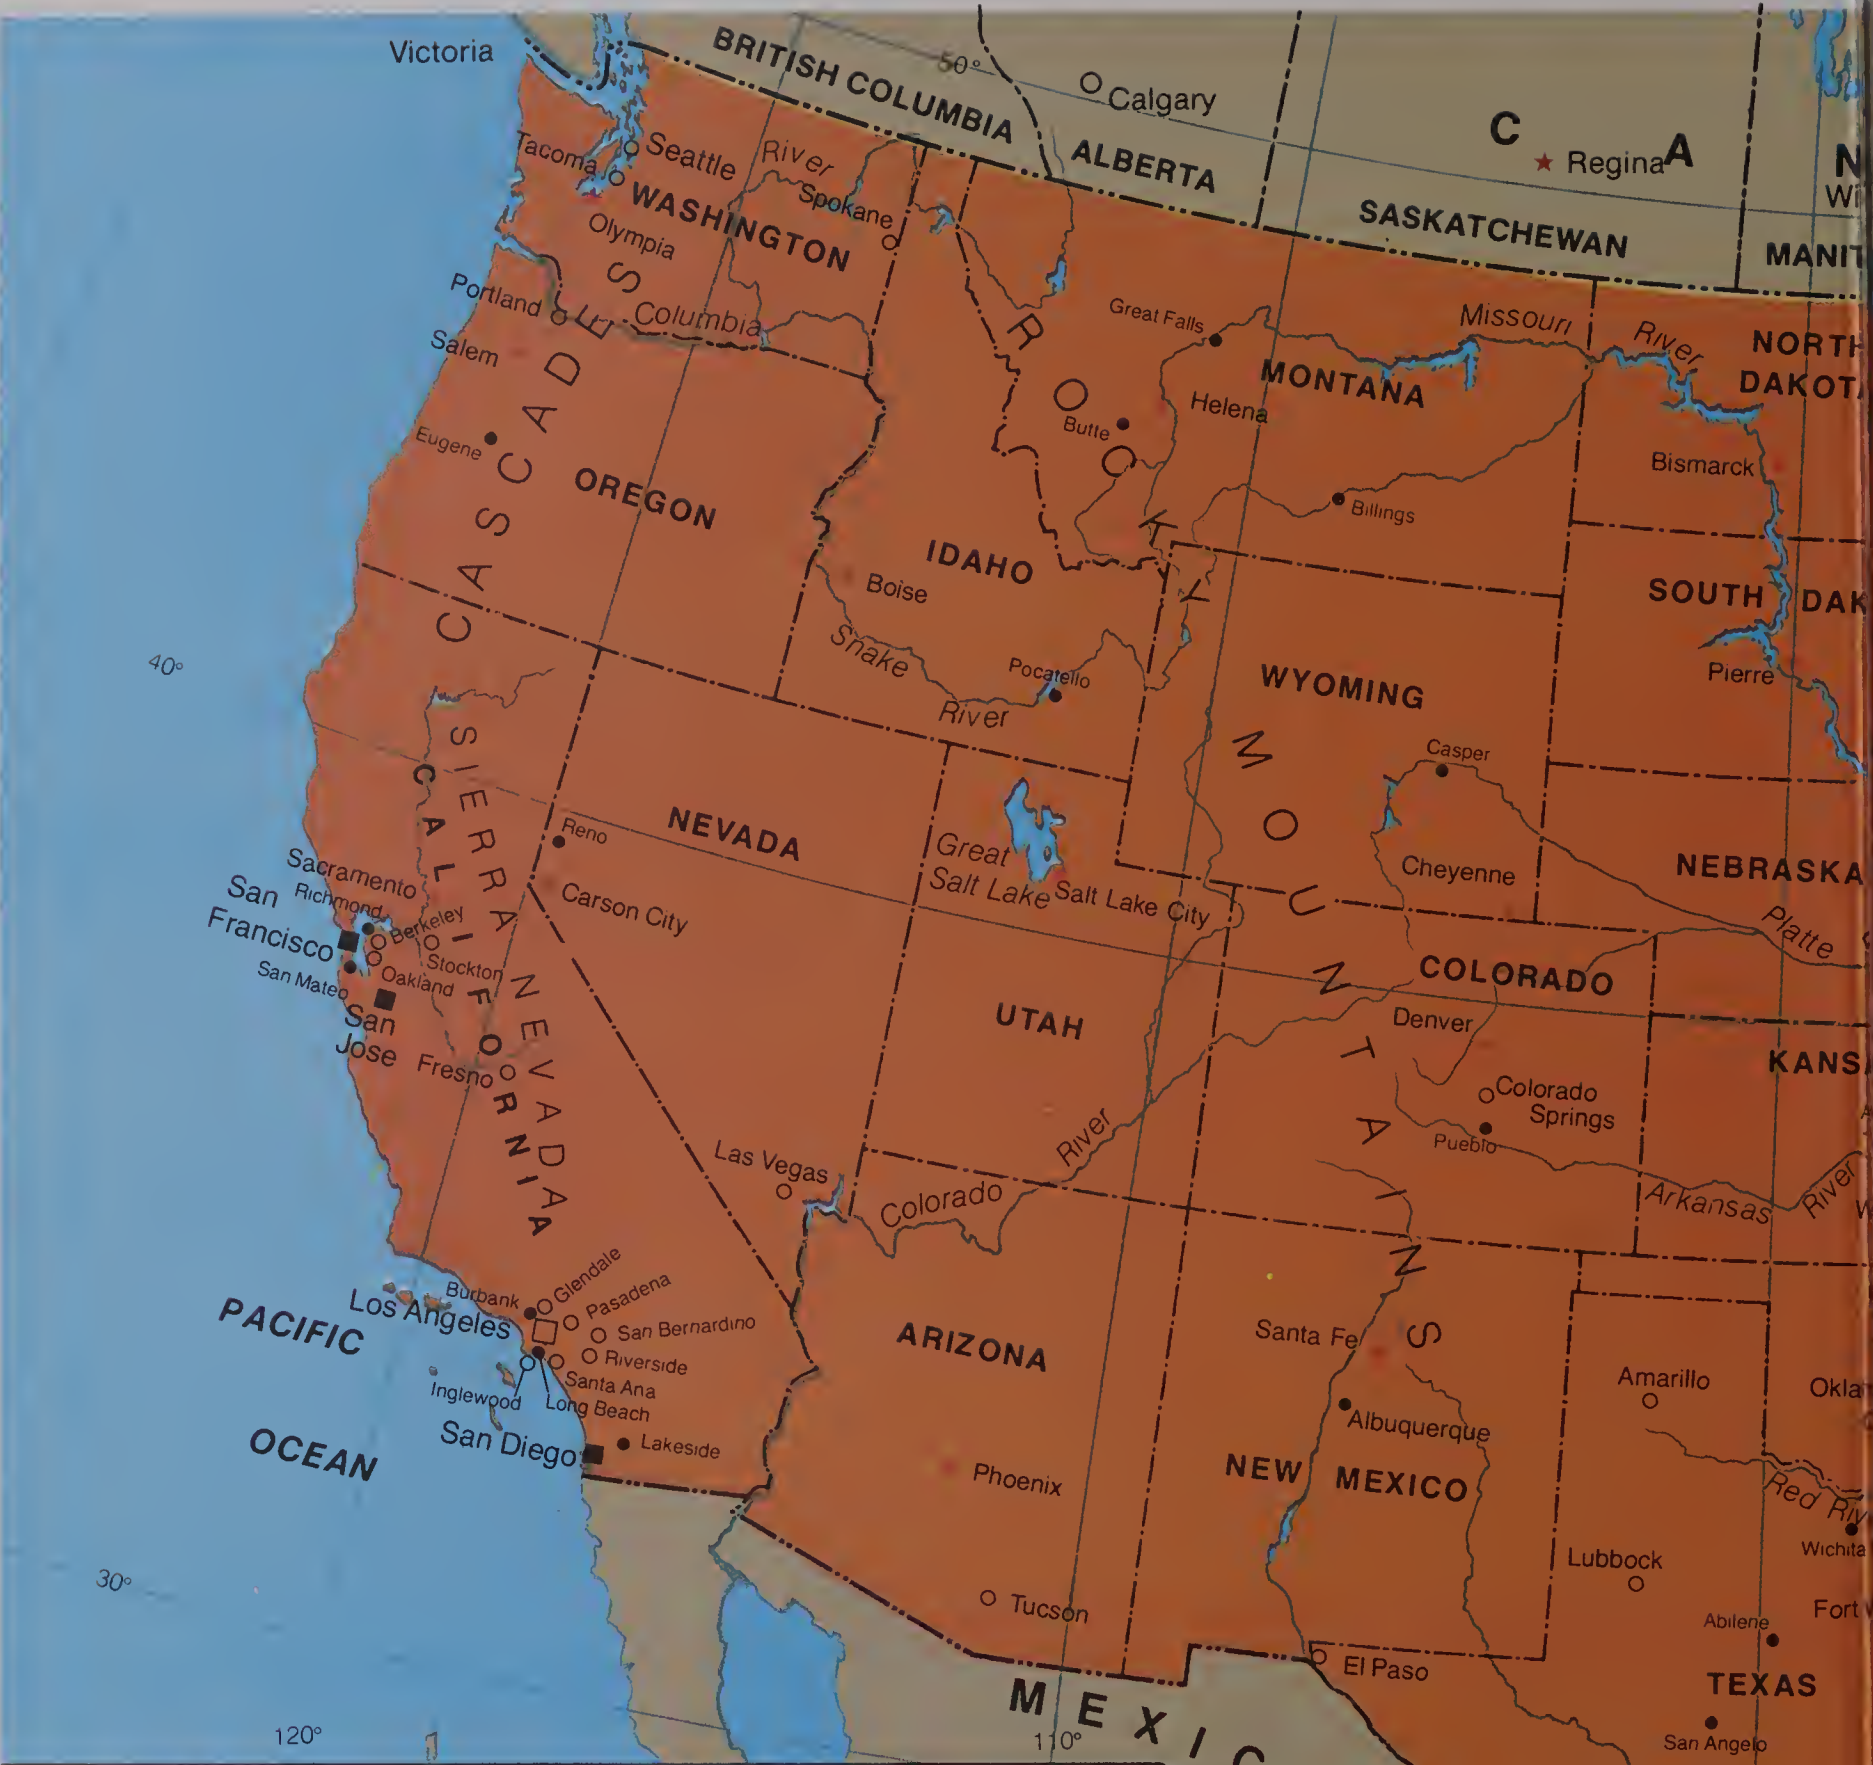 Victoria
BRITISH COLUMBIA
50°
Calgary
ALBERTA
C A
Regina
SASKATCHEWAN
N
Wi
MANIT
Tacoma
Seattle
River
Spokane
WASHINGTON
Olympia
Portland
Columbia
Salem
CASCADES
Eugene
OREGON
Great Falls
Missouri
River
MONTANA
Helena
Butte
Billings
NORTH
DAKOTA
Bismarck
ROCKY
MOUNTAINS
IDAHO
Boise
Snake
River
Pocatello
SOUTH DAK
Pierre
WYOMING
Casper
Cheyenne
40°
SIERRA NEVADA
CALIFORNIA
NEVADA
Reno
Carson City
Great
Salt Lake
Salt Lake City
NEBRASKA
Platte
Sacramento
Richmond
San
Francisco
Berkeley
Stockton
Oakland
San Mateo
San
Jose
Fresno
UTAH
COLORADO
Denver
Colorado
Springs
Pueblo
KANS
Arkansas
River
W
Las Vegas
Colorado
River
PACIFIC
OCEAN
Burbank
Glendale
Los Angeles
Pasadena
San Bernardino
Riverside
Santa Ana
Inglewood
Long Beach
San Diego
Lakeside
ARIZONA
Phoenix
Tucson
Santa Fe
Albuquerque
NEW MEXICO
Amarillo
Okla
Red Riv
Wichita
Lubbock
Abilene
Fort
El Paso
TEXAS
San Angelo
30°
120°
110°
MEXIC